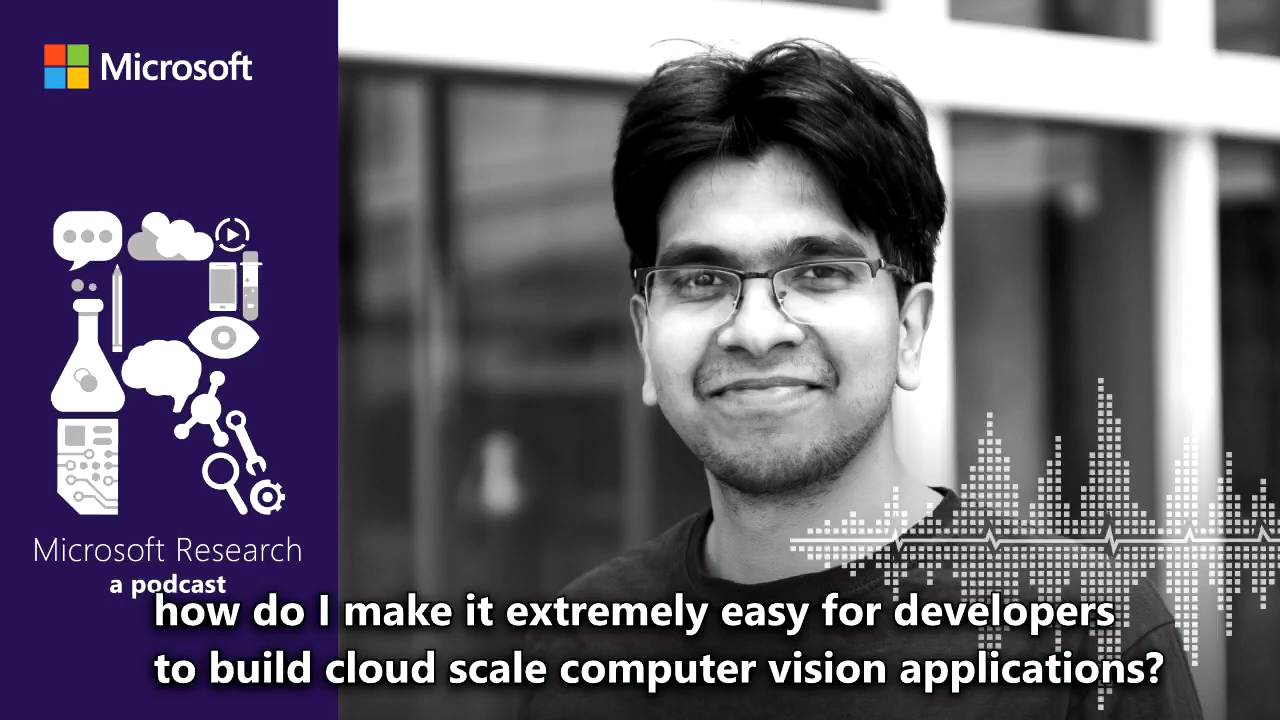 Microsoft
Microsoft Research
a podcast
how do I make it extremely easy for developers
to build cloud scale computer vision applications?